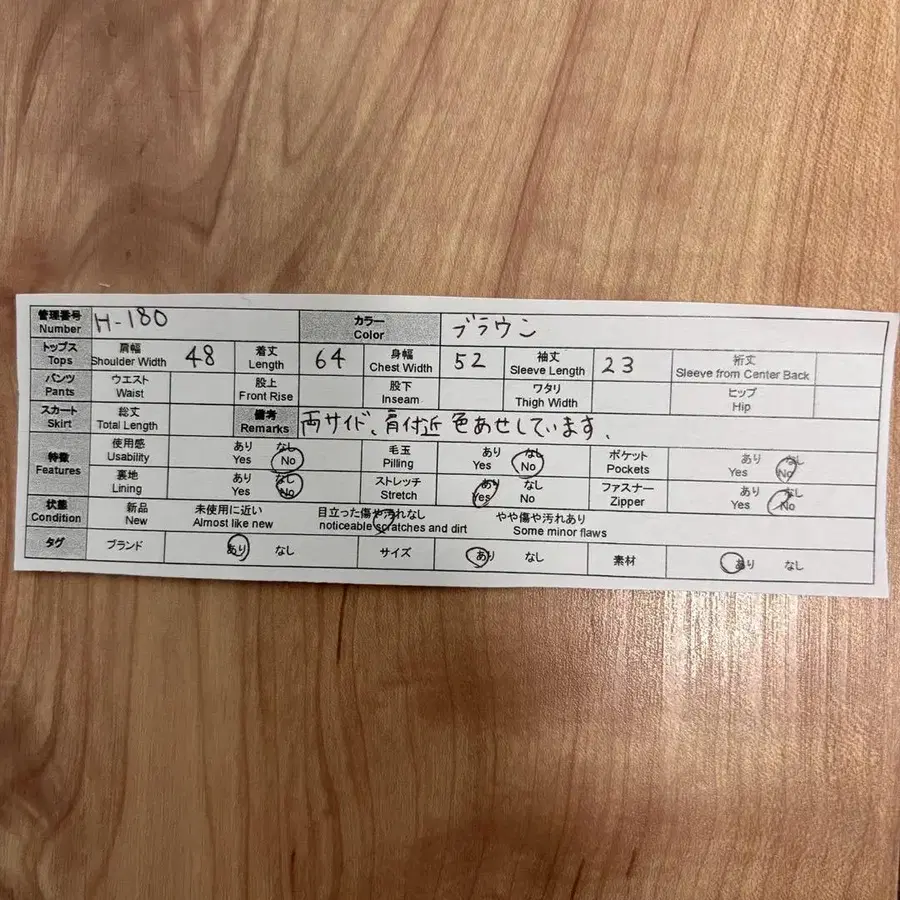 管理番号 Number H-180 カラー Color ブラウン
トップス Tops 肩幅 Shoulder Width 48 着丈 Length 64 身幅 Chest Width 52 袖丈 Sleeve Length 23 裄丈 Sleeve from Center Back
パンツ Pants ウエスト Waist 股上 Front Rise 股下 Inseam ワタリ Thigh Width ヒップ Hip
スカート Skirt 総丈 Total Length 備考 Remarks 両サイド、肩付近 色あせしています、
特徴 Features 使用感 Usability あり Yes なし No 毛玉 Pilling あり Yes なし No ポケット Pockets あり Yes なし No
裏地 Lining あり Yes なし No ストレッチ Stretch あり Yes なし No ファスナー Zipper あり Yes なし No
状態 Condition 新品 New 未使用に近い Almost like new 目立った傷や汚れなし noticeable scratches and dirt やや傷や汚れあり Some minor flaws
タグ ブランド あり なし サイズ あり なし 素材 あり なし